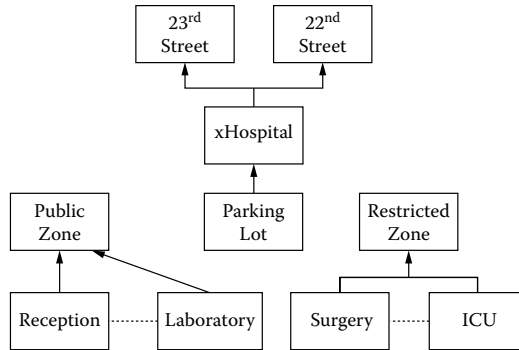 23rd
Street
22nd
Street
xHospital
Public
Zone
Parking
Lot
Restricted
Zone
Reception
Laboratory
Surgery
ICU